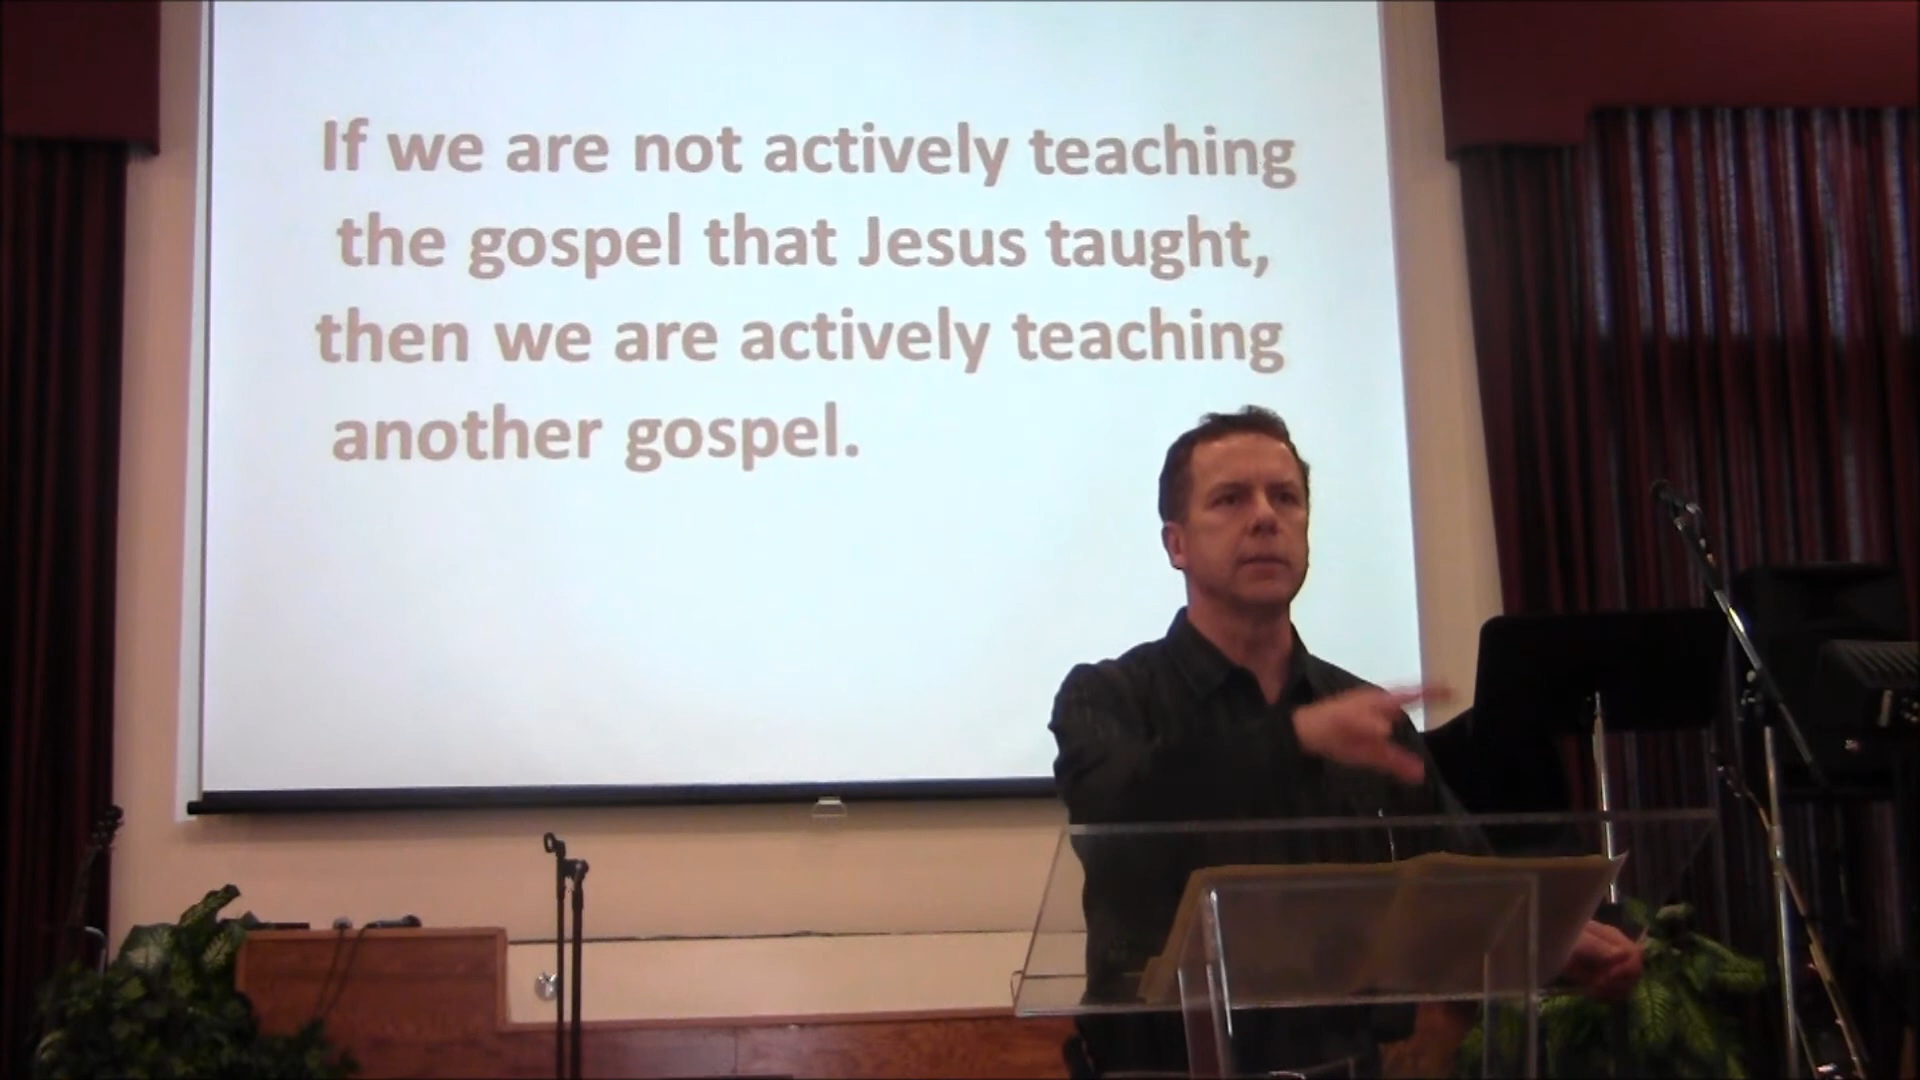 If we are not actively teaching
the gospel that Jesus taught,
then we are actively teaching
another gospel.